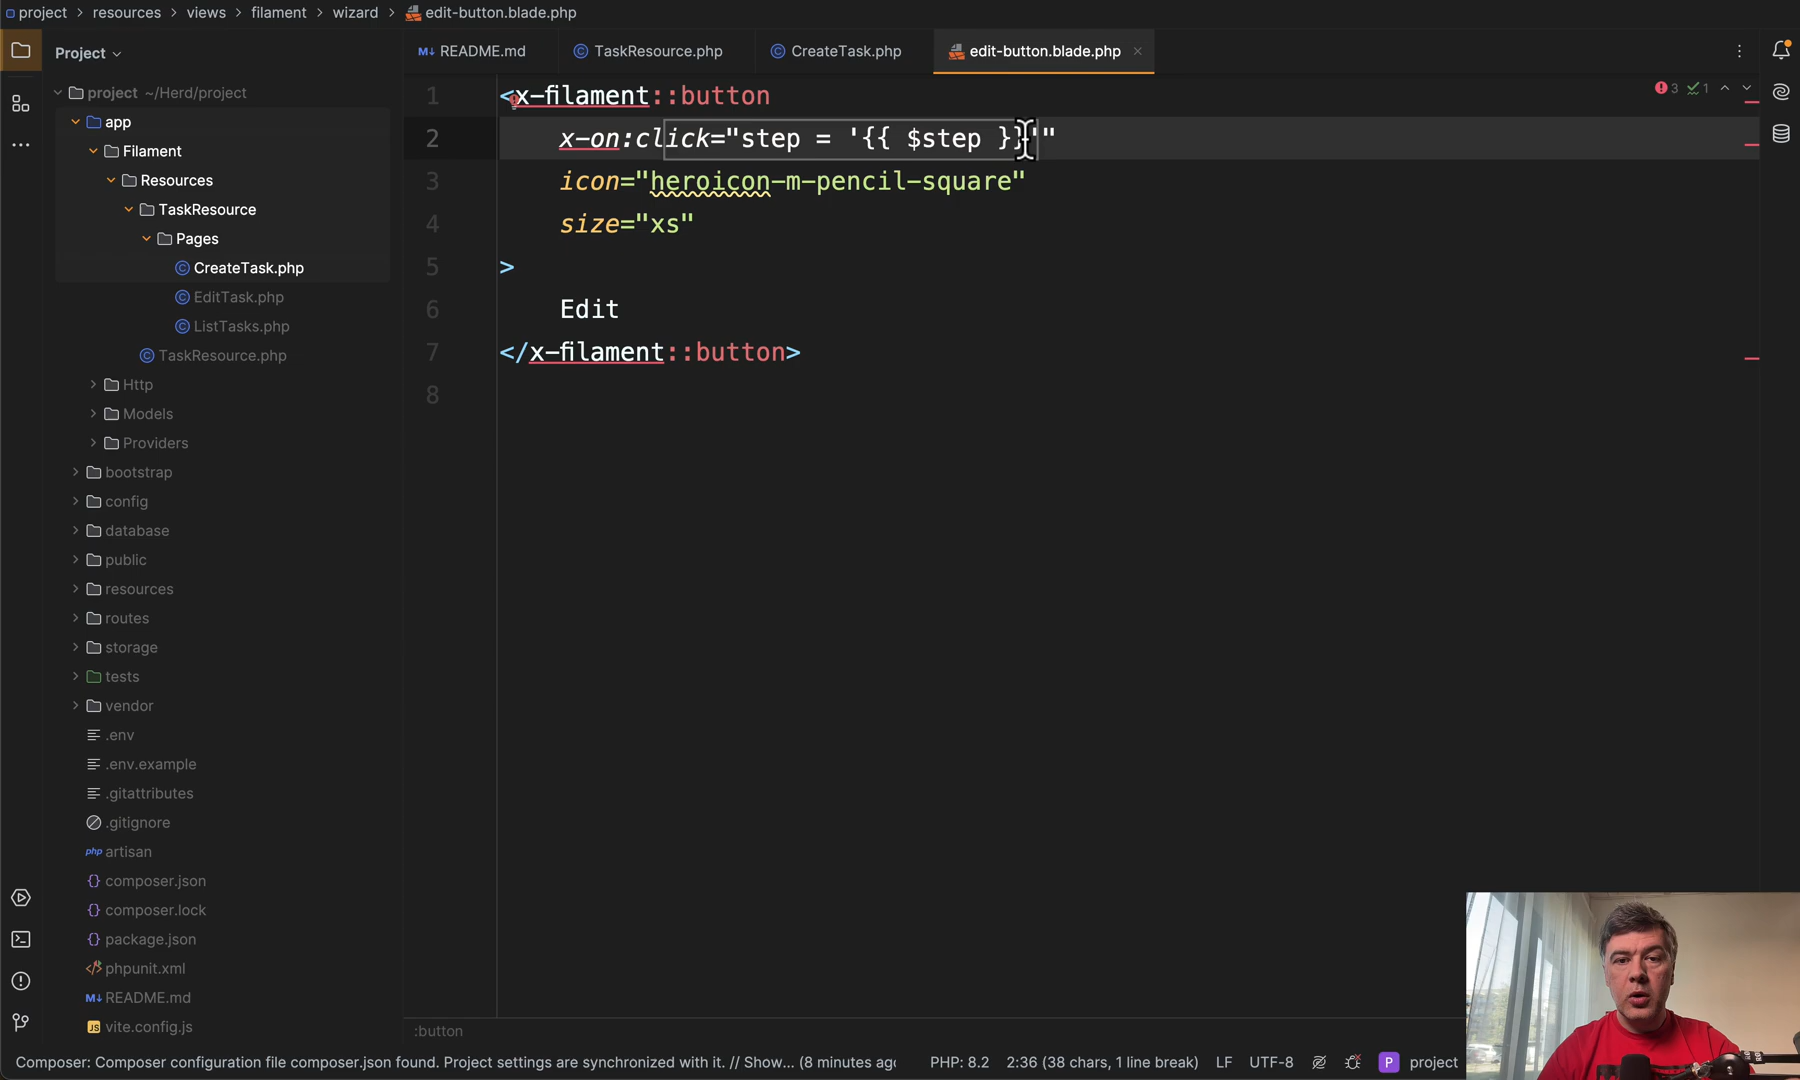 project > resources > views > filament > wizard > edit-button.blade.php
Project
README.md
TaskResource.php
CreateTask.php
edit-button.blade.php
project ~/Herd/project
app
Filament
Resources
TaskResource
Pages
CreateTask.php
EditTask.php
ListTasks.php
TaskResource.php
Http
Models
Providers
bootstrap
config
database
public
resources
routes
storage
tests
vendor
.env
.env.example
.gitattributes
.gitignore
php artisan
composer.json
composer.lock
package.json
phpunit.xml
README.md
vite.config.js
1 <x-filament::button
2 x-on:click="step = '{{ $step }}'"
3 icon="heroicon-m-pencil-square"
4 size="xs"
5 >
6 Edit
7 </x-filament::button>
8
3 1
:button
Composer: Composer configuration file composer.json found. Project settings are synchronized with it. // Show... (8 minutes ago
PHP: 8.2
2:36 (38 chars, 1 line break)
LF
UTF-8
P project